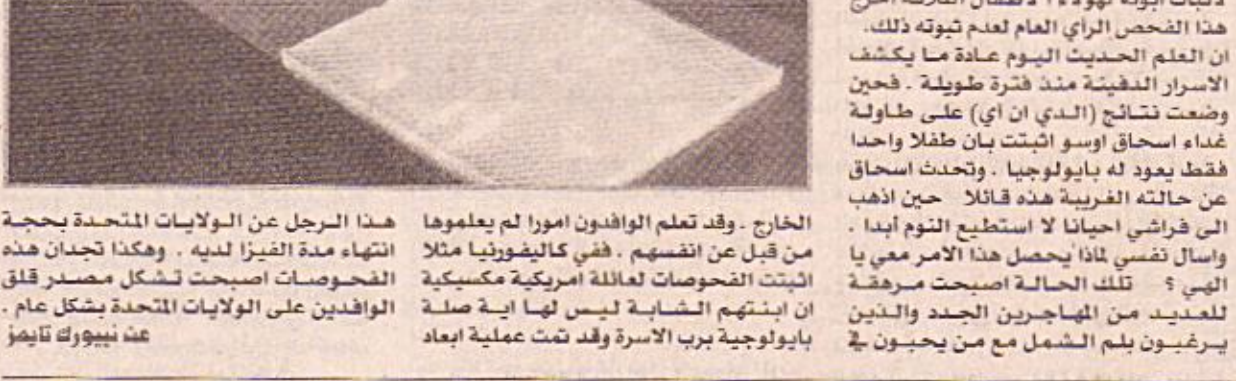 لاثبات ابوته لهؤلاء الاطفال الثلاثة احرج
هذا الفحص الرأي العام لعدم ثبوته ذلك.
ان العلم الحديث اليوم عادة ما يكشف
الاسرار الدفينة منذ فترة طويلة . فحين
وضعت نتائج (الدي ان أي) على طاولة
غداء اسحاق اوسو اثبتت بان طفلا واحدا
فقط يعود له بايولوجيا . وتحدث اسحاق
عن حالته الغريبة هذه قائلا حين اذهب
الى فراشي احيانا لا استطيع النوم أبدا .
واسال نفسي لماذا يحصل هذا الامر معي يا
الهي ؟ تلك الحالة اصبحت مرهقة
للعديد من المهاجرين الجدد والذين
يرغبون بلم الشمل مع من يحبون في
الخارج . وقد تعلم الوافدون امورا لم يعلموها
من قبل عن انفسهم . ففي كاليفورنيا مثلا
اثبتت الفحوصات لعائلة امريكية مكسيكية
ان ابنتهم الشابة ليس لها اية صلة
بايولوجية برب الاسرة وقد تمت عملية ابعاد
هذا الرجل عن الولايات المتحدة بحجة
انتهاء مدة الفيزا لديه . وهكذا تجدان هذه
الفحوصات اصبحت تشكل مصدر قلق
الوافدين على الولايات المتحدة بشكل عام .
عن نيويورك تايمز